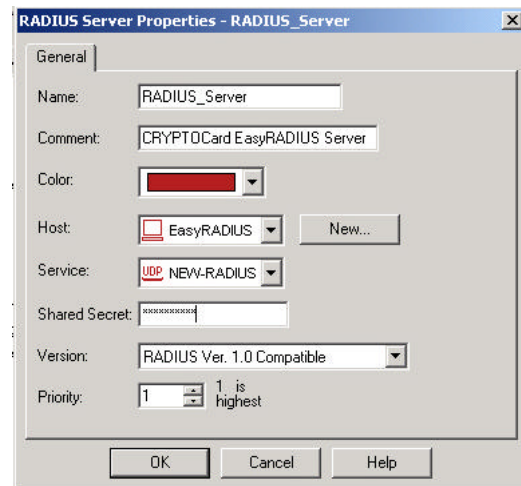 RADIUS Server Properties - RADIUS_Server
General
Name: RADIUS_Server
Comment: CRYPTOCard EasyRADIUS Server
Color:
Host: EasyRADIUS New...
Service: UDP NEW-RADIUS
Shared Secret: **********
Version: RADIUS Ver. 1.0 Compatible
Priority: 1 1 is
highest
OK Cancel Help